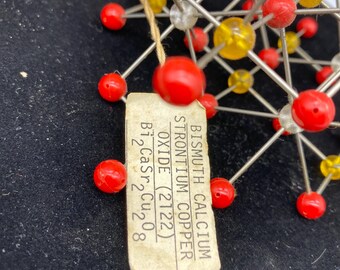 BISMUTH CALCIUM
STRONTIUM COPPER
OXIDE (2122)
Bi₂CaSr₂Cu₂O₈